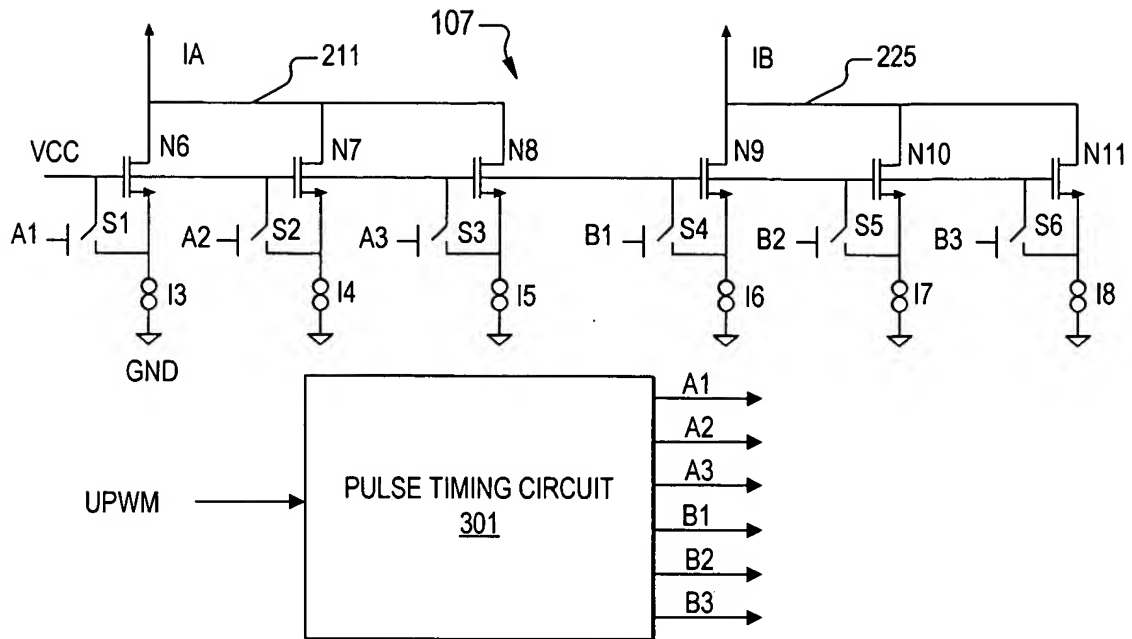 107
IA
211
IB
225
VCC
N6
N7
N8
N9
N10
N11
A1
S1
A2
S2
A3
S3
B1
S4
B2
S5
B3
S6
I3
I4
I5
I6
I7
I8
GND
UPWM
PULSE TIMING CIRCUIT
301
A1
A2
A3
B1
B2
B3